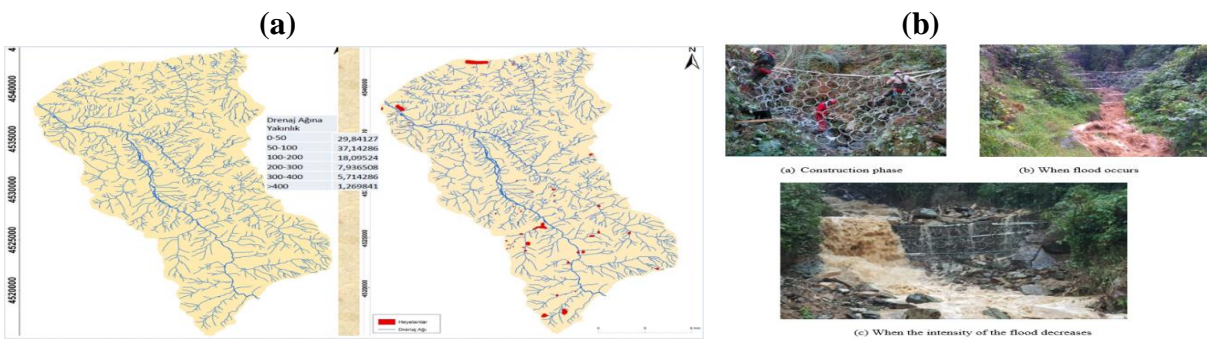 (a)
(b)
4540000
4535000
4530000
4525000
4520000
Drenaj Ağına
Yakınlık
0-50 29,84127
50-100 37,14286
100-200 18,09524
200-300 7,936508
300-400 5,714286
>400 1,269841
N
Heyelanlar
Drenaj Ağı
(a) Construction phase
(b) When flood occurs
(c) When the intensity of the flood decreases